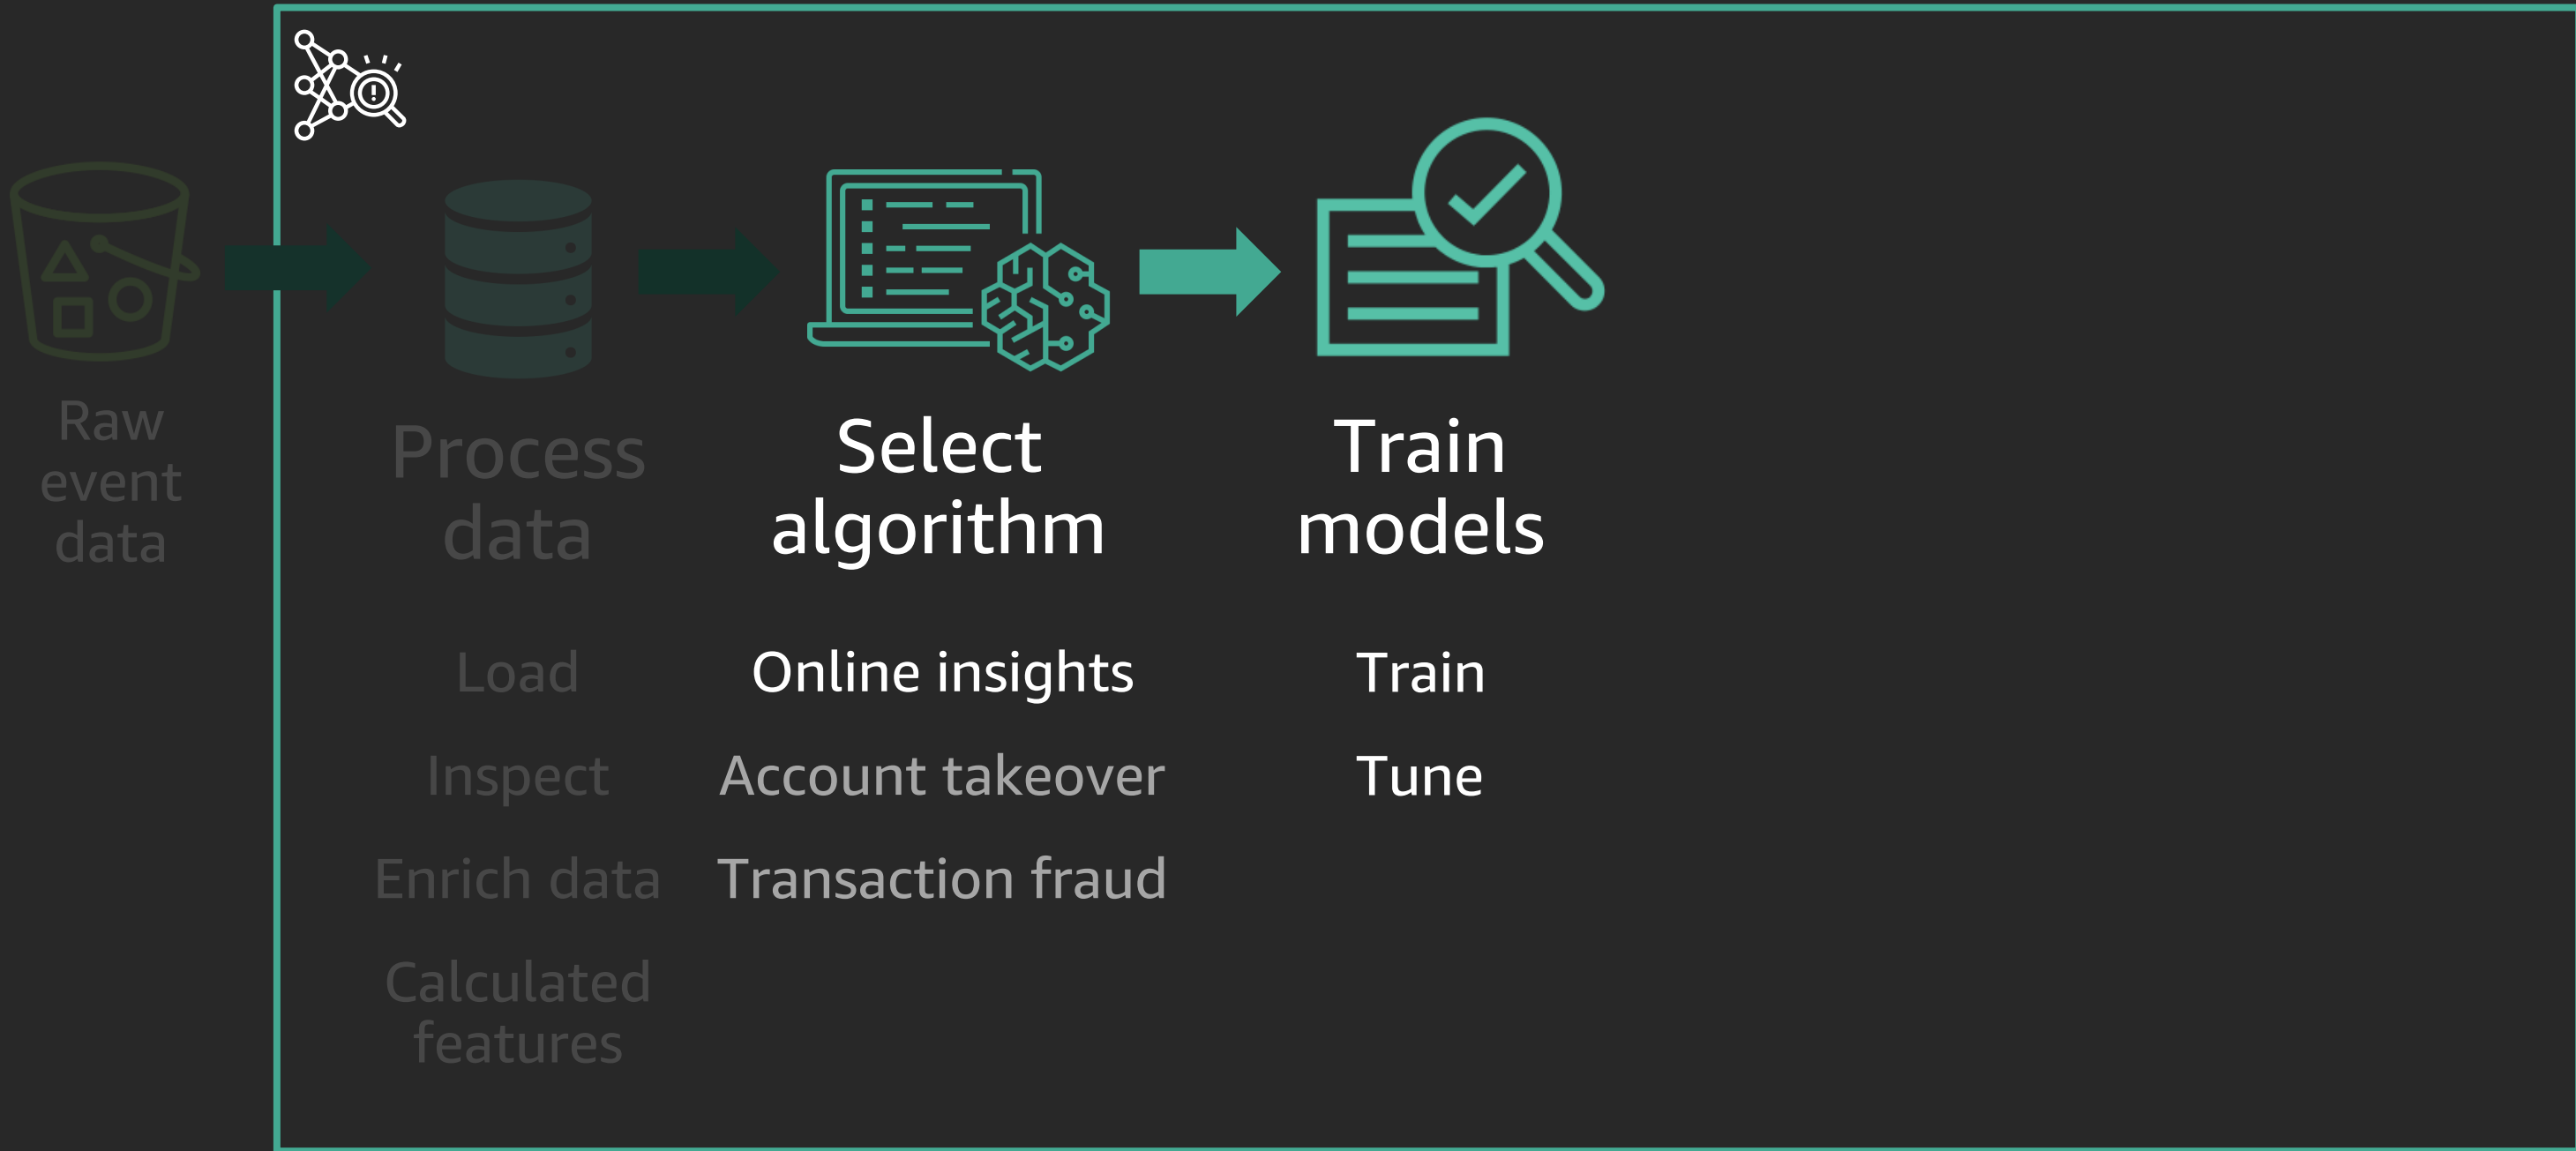 Raw
event
data
Process
data
Load
Inspect
Enrich data
Calculated
features
Select
algorithm
Online insights
Account takeover
Transaction fraud
Train
models
Train
Tune